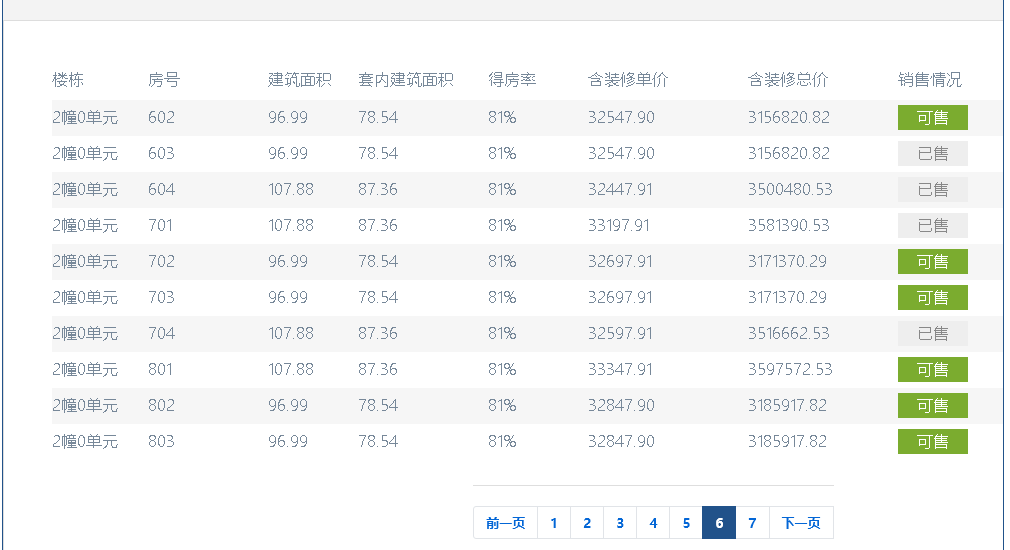 楼栋 房号 建筑面积 套内建筑面积 得房率 含装修单价 含装修总价 销售情况
2幢0单元 602 96.99 78.54 81% 32547.90 3156820.82 可售
2幢0单元 603 96.99 78.54 81% 32547.90 3156820.82 已售
2幢0单元 604 107.88 87.36 81% 32447.91 3500480.53 已售
2幢0单元 701 107.88 87.36 81% 33197.91 3581390.53 已售
2幢0单元 702 96.99 78.54 81% 32697.91 3171370.29 可售
2幢0单元 703 96.99 78.54 81% 32697.91 3171370.29 可售
2幢0单元 704 107.88 87.36 81% 32597.91 3516662.53 已售
2幢0单元 801 107.88 87.36 81% 33347.91 3597572.53 可售
2幢0单元 802 96.99 78.54 81% 32847.90 3185917.82 可售
2幢0单元 803 96.99 78.54 81% 32847.90 3185917.82 可售
前一页 1 2 3 4 5 6 7 下一页